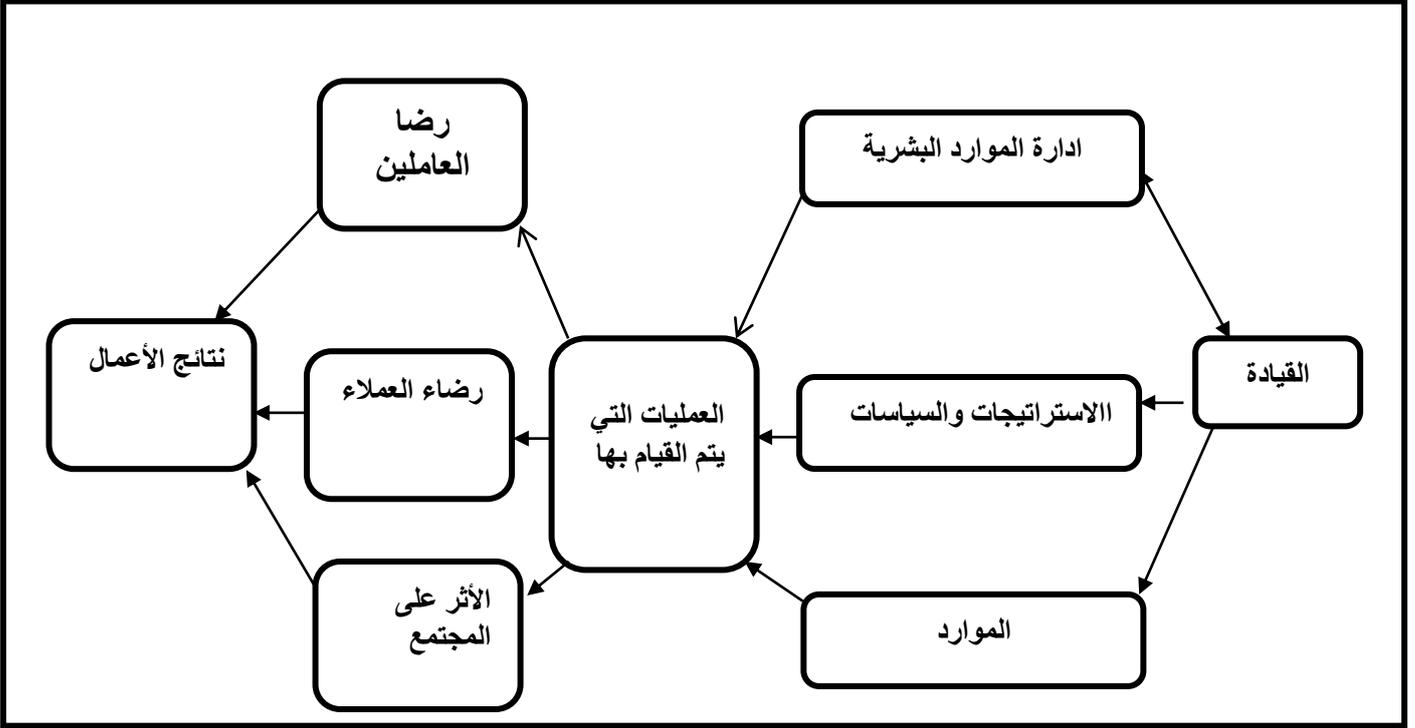 رضا
العاملين
ادارة الموارد البشرية
القيادة
نتائج الأعمال
رضاء العملاء
العمليات التي
يتم القيام بها
االاستراتيجات والسياسات
الأثر على
المجتمع
الموارد